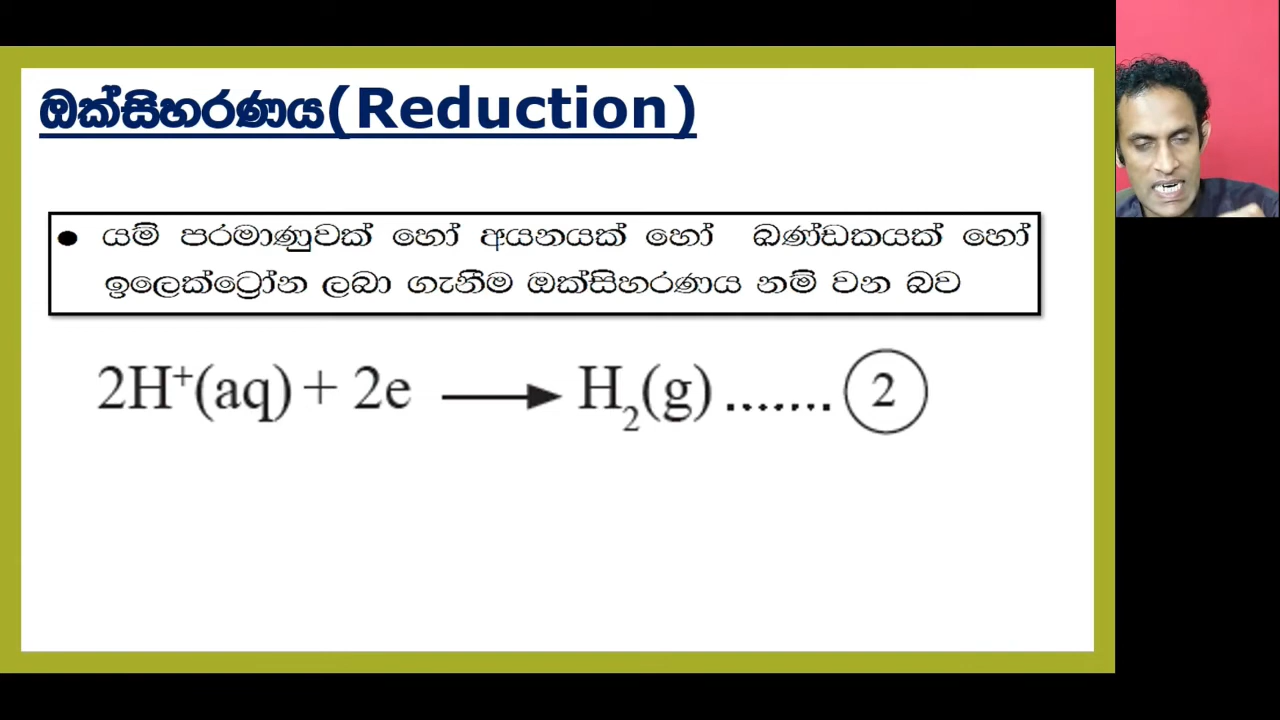 ඔක්සිහරණය(Reduction)
● යම් පරමාණුවක් හෝ අයනයක් හෝ ඛණ්ඩකයක් හෝ
ඉලෙක්ට්‍රෝන ලබා ගැනීම ඔක්සිහරණය නම් වන බව
2H⁺(aq) + 2e ⟶ H₂(g) ....... ②